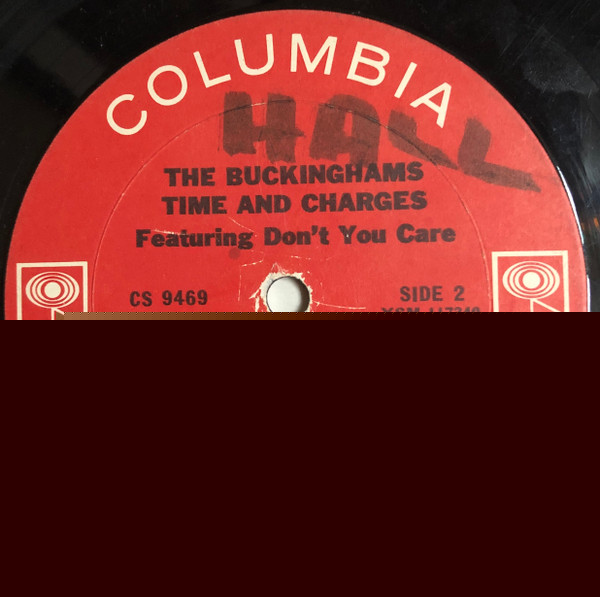 COLUMBIA
HALL
THE BUCKINGHAMS
TIME AND CHARGES
Featuring Don't You Care
CS 9469
SIDE 2